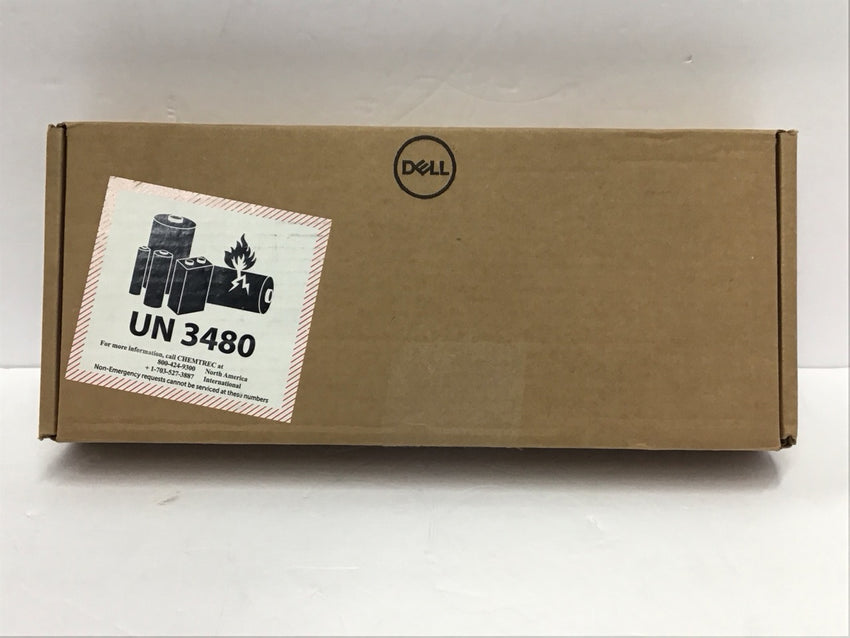 DELL
UN 3480
For more information, call CHEMTREC at
800-424-9300 North America
+ 1-703-527-3887 International
Non-Emergency requests cannot be serviced at these numbers